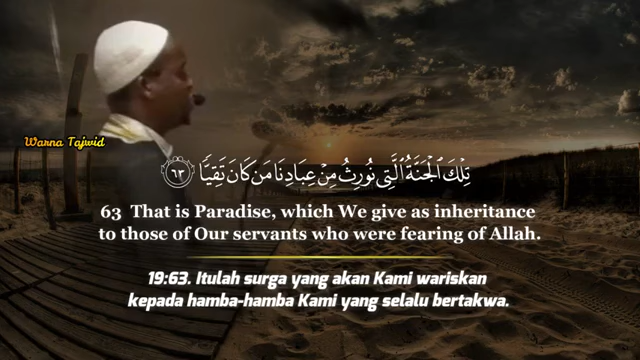 Warna Tajwid
تِلْكَ ٱلْجَنَّةُ ٱلَّتِى نُورِثُ مِنْ عِبَادِنَا مَن كَانَ تَقِيًّا ٦٣
63 That is Paradise, which We give as inheritance
to those of Our servants who were fearing of Allah.
19:63. Itulah surga yang akan Kami wariskan
kepada hamba-hamba Kami yang selalu bertakwa.